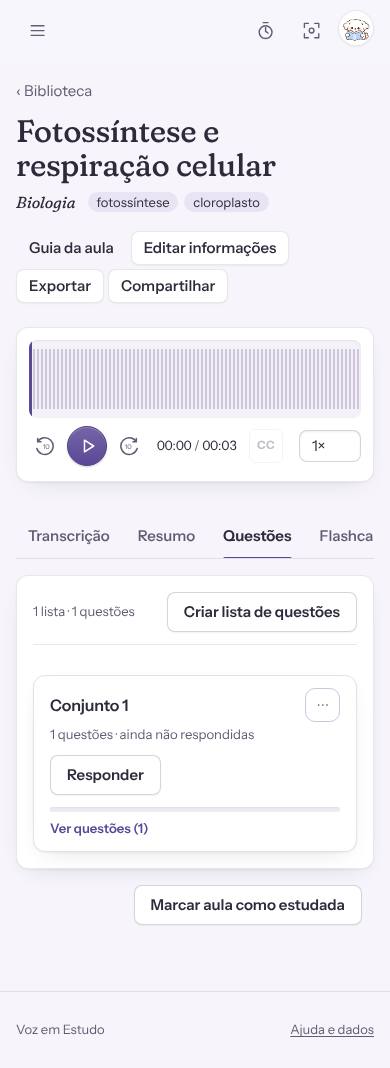 ‹ Biblioteca
Fotossíntese e
respiração celular
Biologia fotossíntese cloroplasto
Guia da aula Editar informações
Exportar Compartilhar
10 10 00:00 / 00:03 CC 1×
Transcrição Resumo Questões Flashca
1 lista · 1 questões Criar lista de questões
Conjunto 1 ...
1 questões · ainda não respondidas
Responder
Ver questões (1)
Marcar aula como estudada
Voz em Estudo Ajuda e dados